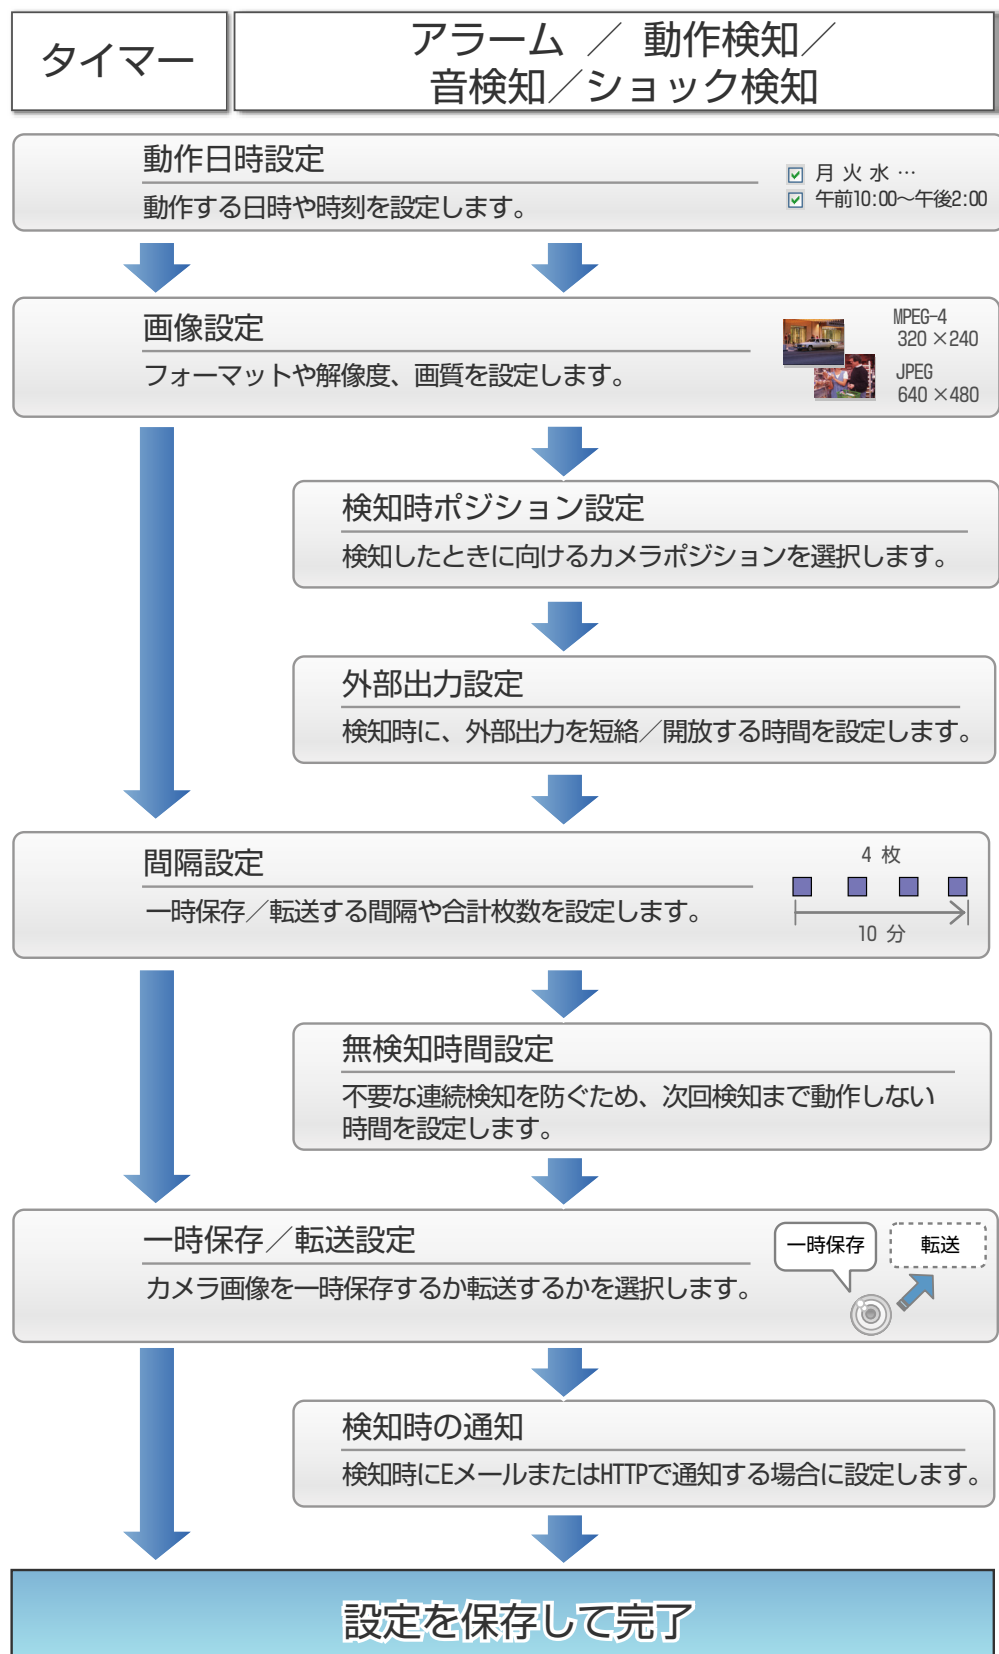 タイマー
アラーム ／ 動作検知／
音検知／ショック検知
動作日時設定
動作する日時や時刻を設定します。
月 火 水 …
午前10:00～午後2:00
画像設定
フォーマットや解像度、画質を設定します。
MPEG-4
320 ×240
JPEG
640 ×480
検知時ポジション設定
検知したときに向けるカメラポジションを選択します。
外部出力設定
検知時に、外部出力を短絡／開放する時間を設定します。
間隔設定
一時保存／転送する間隔や合計枚数を設定します。
4 枚
10 分
無検知時間設定
不要な連続検知を防ぐため、次回検知まで動作しない
時間を設定します。
一時保存／転送設定
カメラ画像を一時保存するか転送するかを選択します。
一時保存
転送
検知時の通知
検知時にEメールまたはHTTPで通知する場合に設定します。
設定を保存して完了